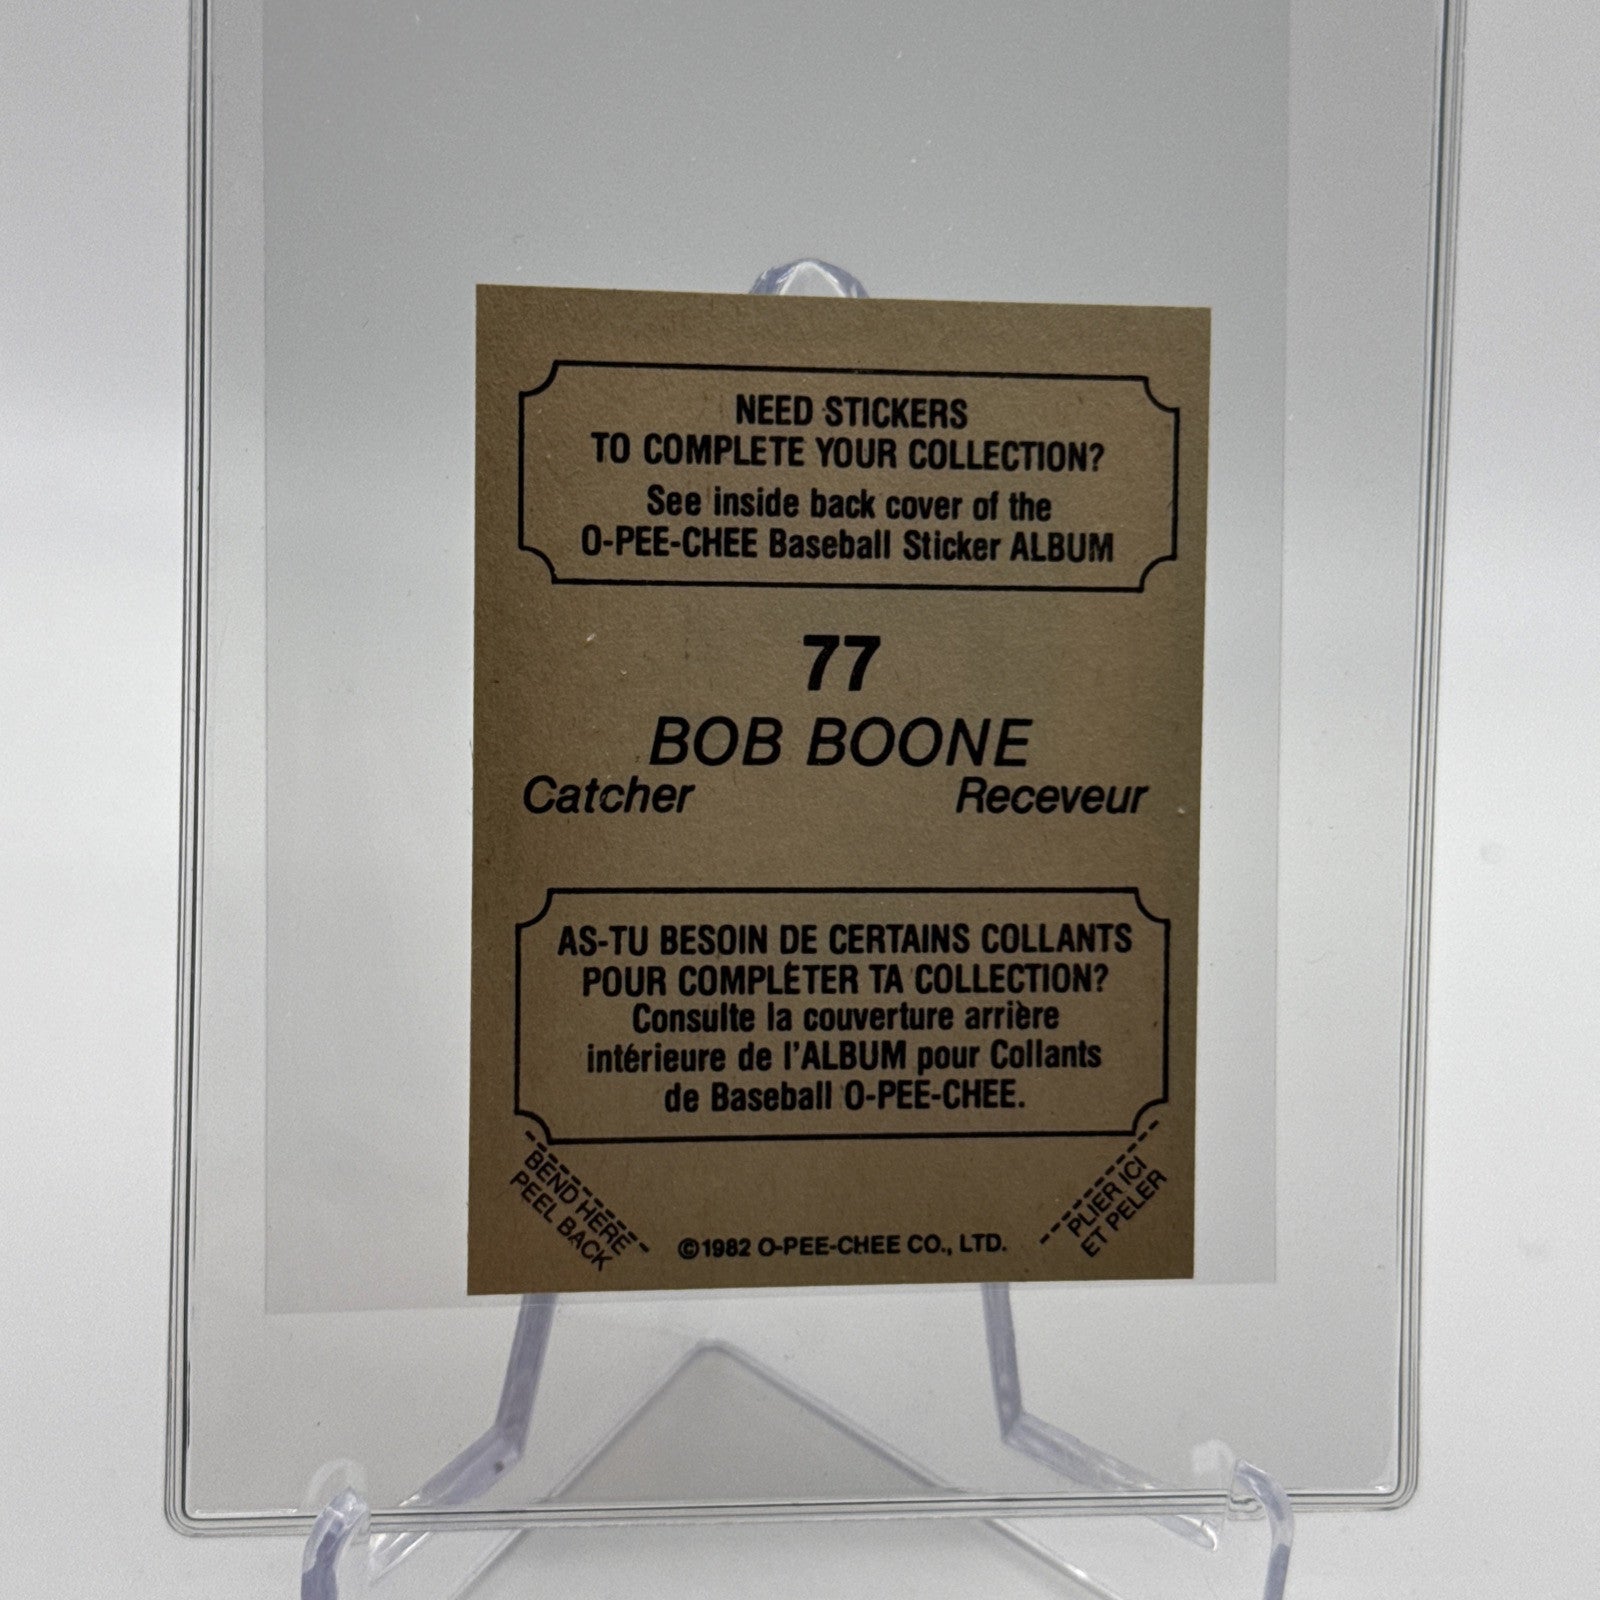 NEED STICKERS
TO COMPLETE YOUR COLLECTION?
See inside back cover of the
O-PEE-CHEE Baseball Sticker ALBUM
77
BOB BOONE
Catcher Receveur
AS-TU BESOIN DE CERTAINS COLLANTS
POUR COMPLÉTER TA COLLECTION?
Consulte la couverture arrière
intérieure de l'ALBUM pour Collants
de Baseball O-PEE-CHEE.
BEND HERE
PEEL BACK
©1982 O-PEE-CHEE CO., LTD.
PLIER ICI
ET PELER